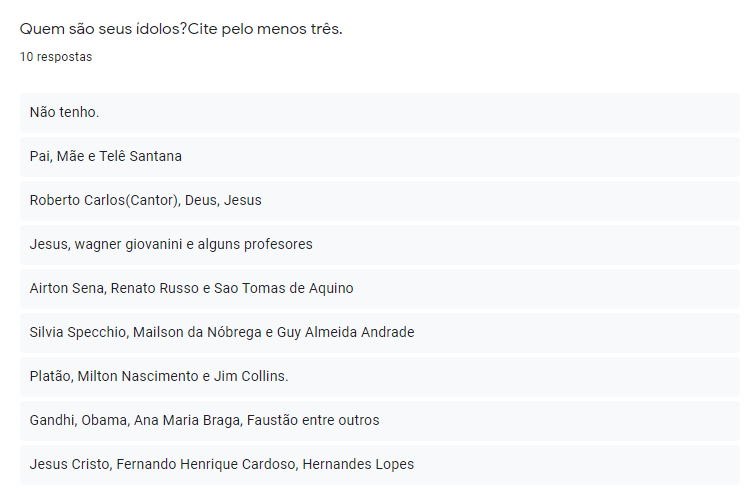 Quem são seus ídolos?Cite pelo menos três.
10 respostas
Não tenho.
Pai, Mãe e Telê Santana
Roberto Carlos(Cantor), Deus, Jesus
Jesus, wagner giovanini e alguns profesores
Airton Sena, Renato Russo e Sao Tomas de Aquino
Silvia Specchio, Mailson da Nóbrega e Guy Almeida Andrade
Platão, Milton Nascimento e Jim Collins.
Gandhi, Obama, Ana Maria Braga, Faustão entre outros
Jesus Cristo, Fernando Henrique Cardoso, Hernandes Lopes